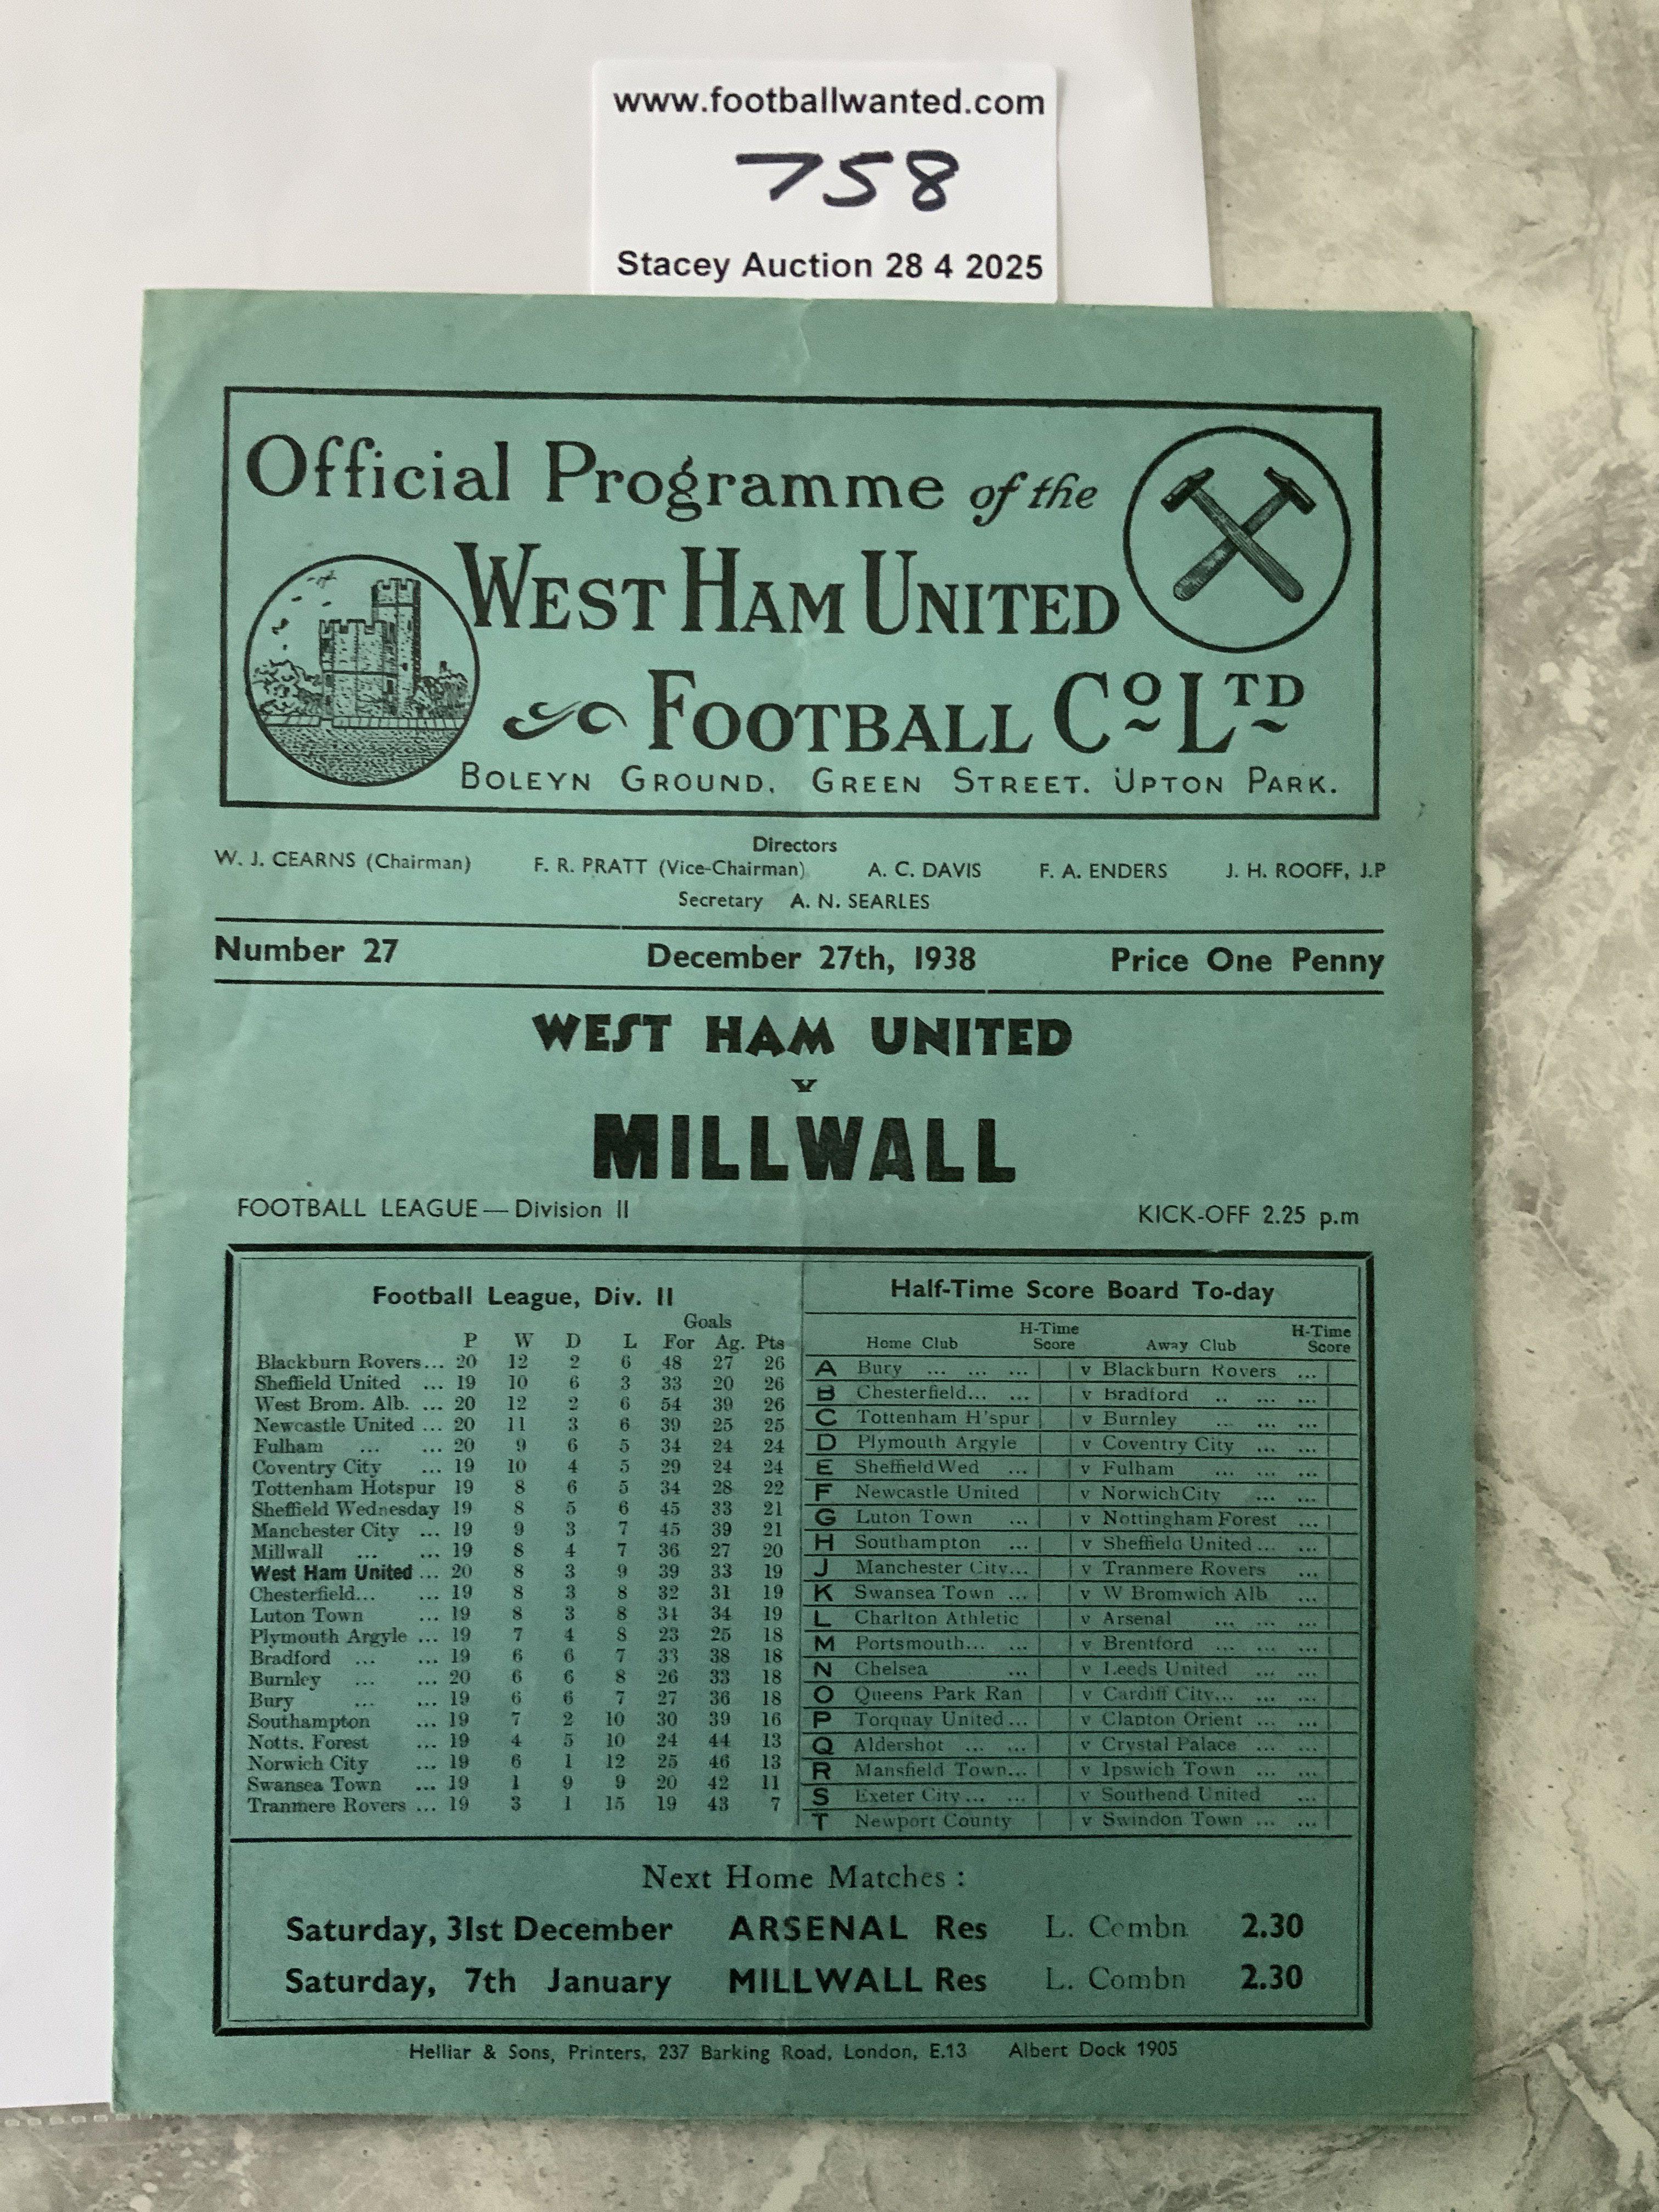 www.footballwanted.com
758
Stacey Auction 28 4 2025
Official Programme of the
WEST HAM UNITED
FOOTBALL CO LTD
BOLEYN GROUND, GREEN STREET. UPTON PARK.
Directors
W. J. CEARNS (Chairman) F. R. PRATT (Vice-Chairman) A. C. DAVIS F. A. ENDERS J. H. ROOFF, J.P
Secretary A. N. SEARLES
Number 27 December 27th, 1938 Price One Penny
WEST HAM UNITED
v
MILLWALL
FOOTBALL LEAGUE — Division II KICK-OFF 2.25 p.m
Football League, Div. II
Goals
P W D L For Ag. Pts
Blackburn Rovers... 20 12 2 6 48 27 26
Sheffield United ... 19 10 6 3 33 20 26
West Brom. Alb. ... 20 12 2 6 54 39 26
Newcastle United ... 20 11 3 6 39 25 25
Fulham ... ... 20 9 6 5 34 24 24
Coventry City ... 19 10 4 5 29 24 24
Tottenham Hotspur 19 8 6 5 34 28 22
Sheffield Wednesday 19 8 5 6 45 33 21
Manchester City ... 19 9 3 7 45 39 21
Millwall ... ... 19 8 4 7 36 27 20
West Ham United ... 20 8 3 9 39 33 19
Chesterfield... ... 19 8 3 8 32 31 19
Luton Town ... 19 8 3 8 31 34 19
Plymouth Argyle ... 19 7 4 8 23 25 18
Bradford ... ... 19 6 6 7 33 38 18
Burnley ... ... 20 6 6 8 26 33 18
Bury ... ... 19 6 6 7 27 36 18
Southampton ... 19 7 2 10 30 39 16
Notts. Forest ... 19 4 5 10 24 44 13
Norwich City ... 19 6 1 12 25 46 13
Swansea Town ... 19 1 9 9 20 42 11
Tranmere Rovers ... 19 3 1 15 19 43 7
Half-Time Score Board To-day
Home Club H-Time Score Away Club H-Time Score
A Bury ... ... ... v Blackburn Rovers ...
B Chesterfield... ... v Bradford .. ... ...
C Tottenham H'spur v Burnley ... ... ...
D Plymouth Argyle v Coventry City ... ...
E Sheffield Wed ... v Fulham ... ... ...
F Newcastle United v Norwich City ... ...
G Luton Town ... v Nottingham Forest ...
H Southampton ... v Sheffield United ... ...
J Manchester City... v Tranmere Rovers ...
K Swansea Town ... v W Bromwich Alb ...
L Charlton Athletic v Arsenal ... ... ...
M Portsmouth... ... v Brentford ... ... ...
N Chelsea ... v Leeds United ... ...
O Queens Park Ran v Cardiff City... ... ...
P Torquay United ... v Clapton Orient ... ...
Q Aldershot ... ... v Crystal Palace ... ...
R Mansfield Town... v Ipswich Town ... ...
S Exeter City ... ... v Southend United ...
T Newport County v Swindon Town ... ...
Next Home Matches :
Saturday, 31st December ARSENAL Res L. Combn 2.30
Saturday, 7th January MILLWALL Res L. Combn 2.30
Helliar & Sons, Printers, 237 Barking Road, London, E.13 Albert Dock 1905